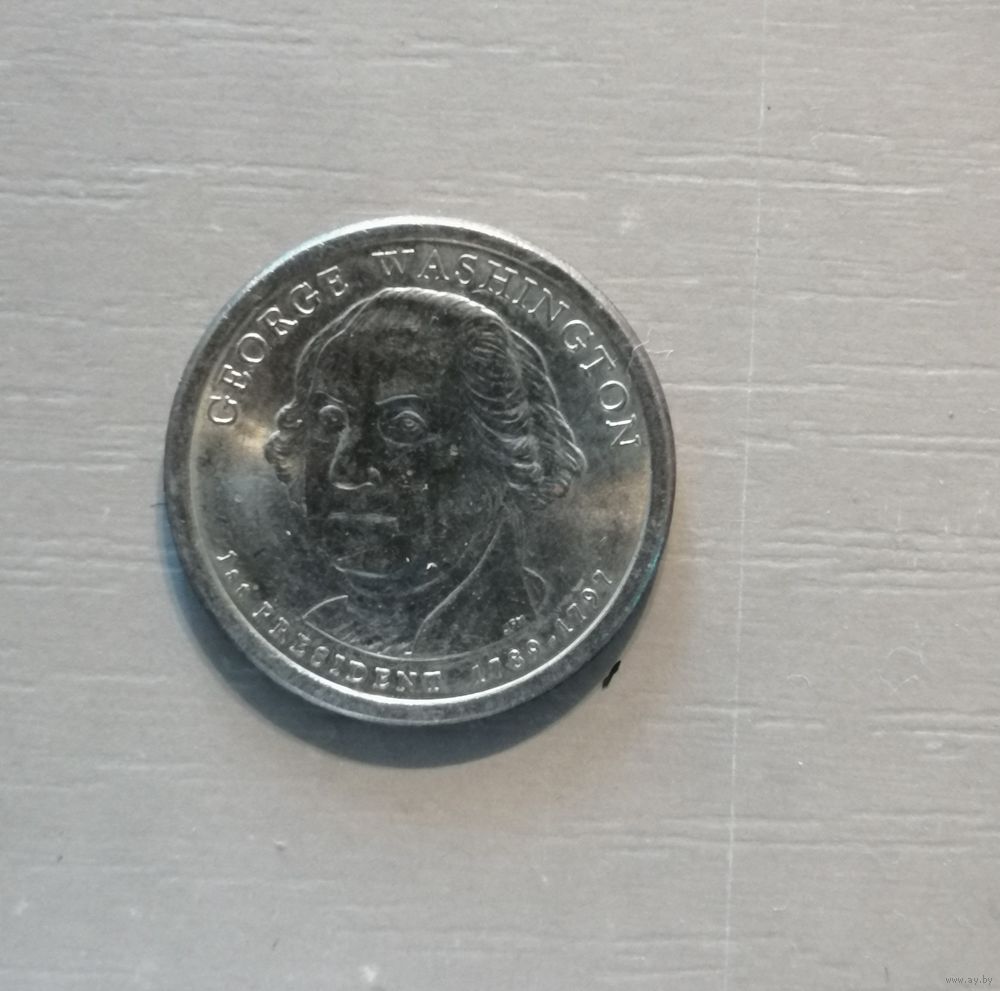 GEORGE WASHINGTON
1st PRESIDENT 1789-1797
www.ay.by